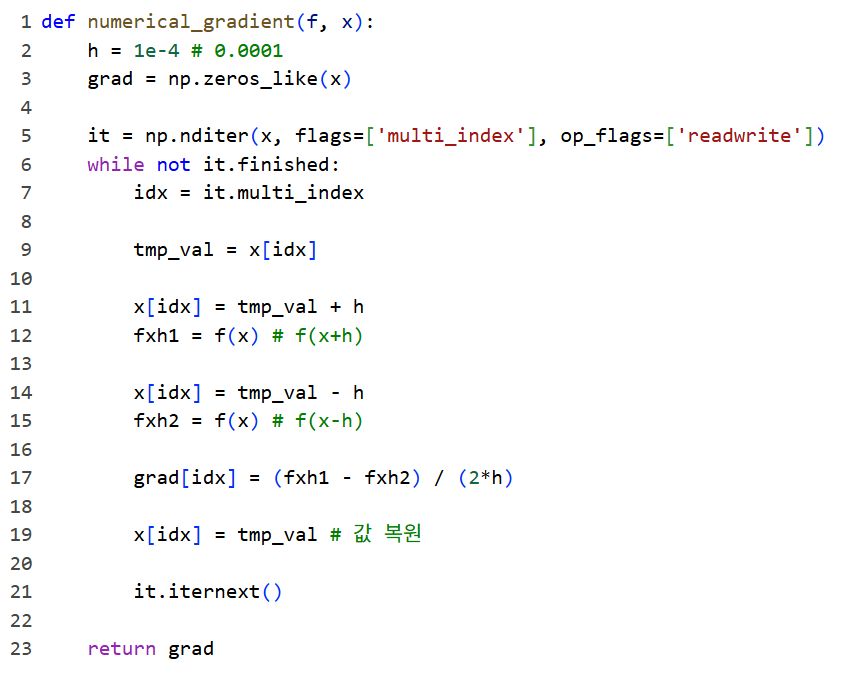 1 def numerical_gradient(f, x):
2     h = 1e-4 # 0.0001
3     grad = np.zeros_like(x)
4
5     it = np.nditer(x, flags=['multi_index'], op_flags=['readwrite'])
6     while not it.finished:
7         idx = it.multi_index
8
9         tmp_val = x[idx]
10
11         x[idx] = tmp_val + h
12         fxh1 = f(x) # f(x+h)
13
14         x[idx] = tmp_val - h
15         fxh2 = f(x) # f(x-h)
16
17         grad[idx] = (fxh1 - fxh2) / (2*h)
18
19         x[idx] = tmp_val # 값 복원
20
21         it.iternext()
22
23     return grad